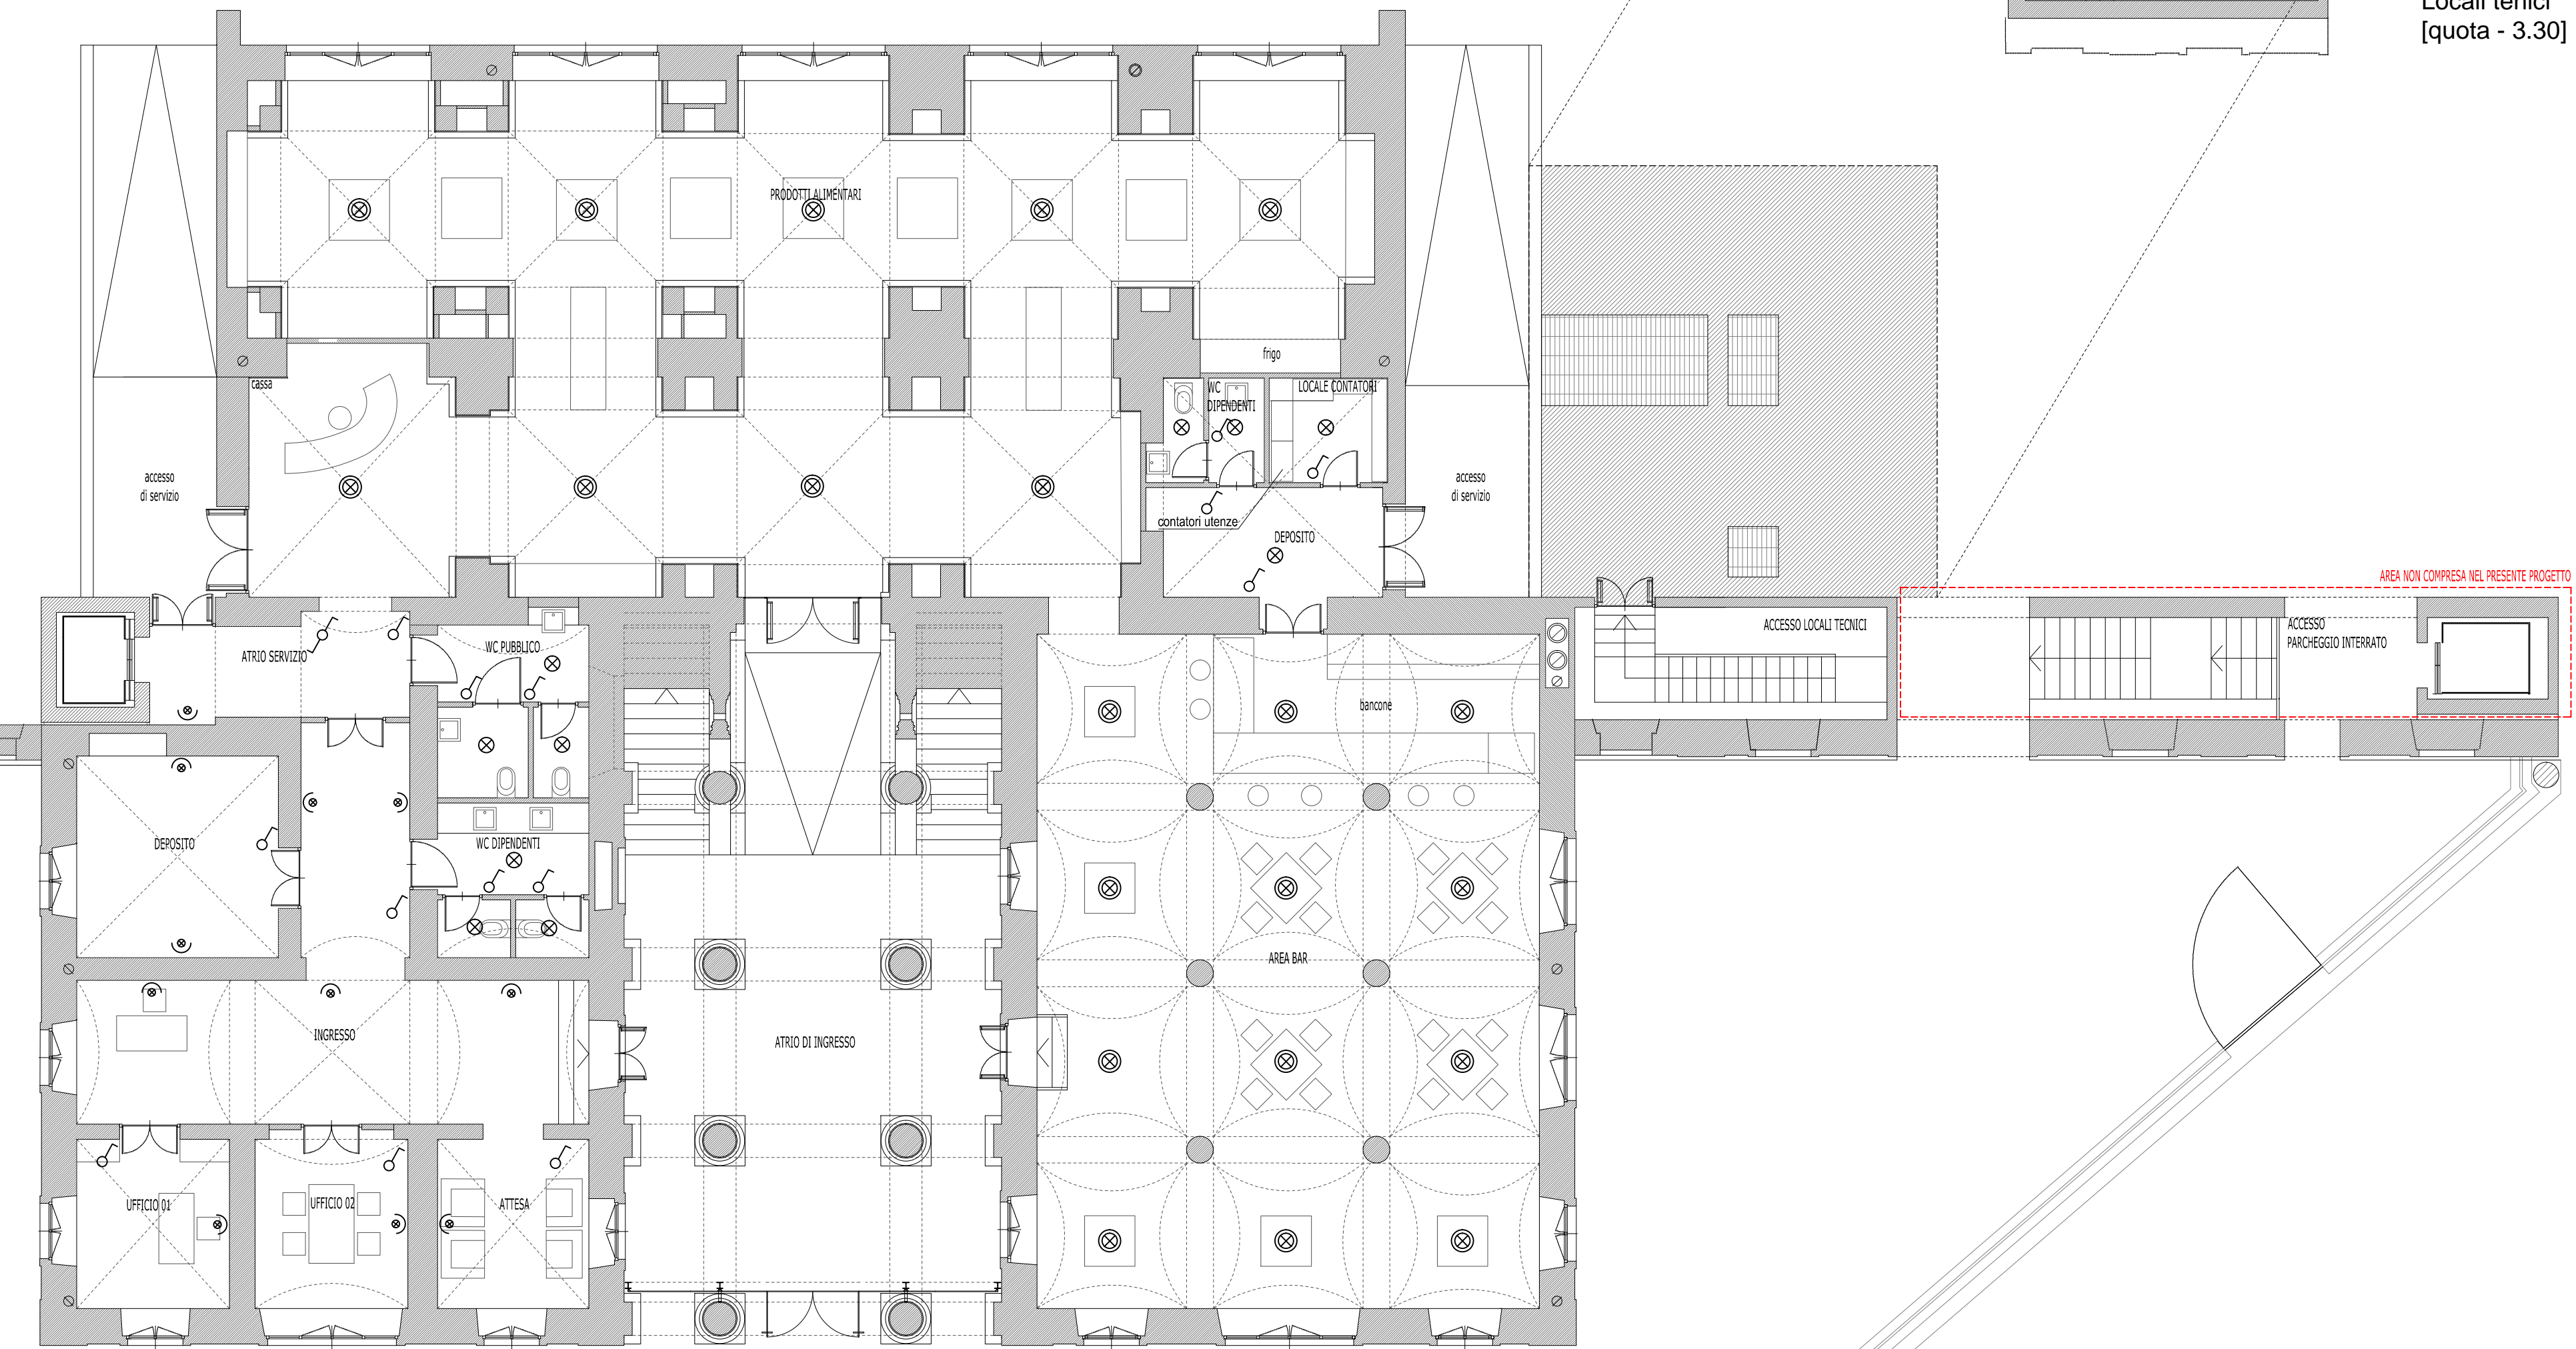 Locali tenici
[quota - 3.30]
PRODOTTI ALIMENTARI
frigo
cassa
WC
DIPENDENTI
LOCALE CONTATORI
accesso
di servizio
accesso
di servizio
contatori utenze
DEPOSITO
AREA NON COMPRESA NEL PRESENTE PROGETTO
ATRIO SERVIZIO
WC PUBBLICO
ACCESSO LOCALI TECNICI
ACCESSO
PARCHEGGIO INTERRATO
bancone
DEPOSITO
WC DIPENDENTI
AREA BAR
INGRESSO
ATRIO DI INGRESSO
UFFICIO 01
UFFICIO 02
ATTESA